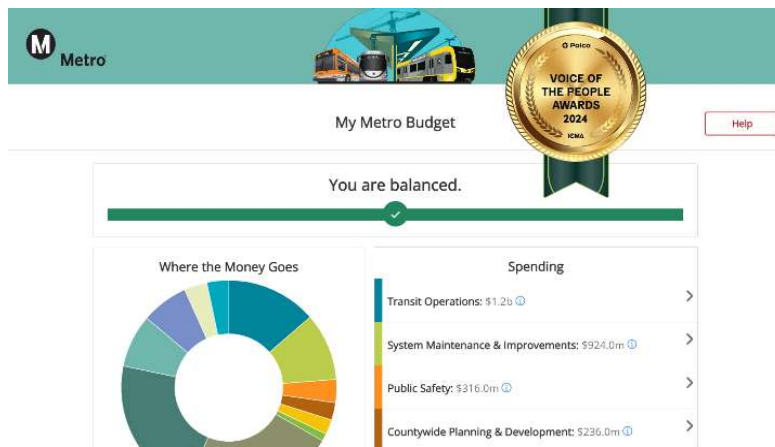 M
Metro
Polco
VOICE OF
THE PEOPLE
AWARDS
2024
ICMA
My Metro Budget
Help
You are balanced.
Where the Money Goes
Spending
Transit Operations: $1.2b
System Maintenance & Improvements: $924.0m
Public Safety: $316.0m
Countywide Planning & Development: $236.0m